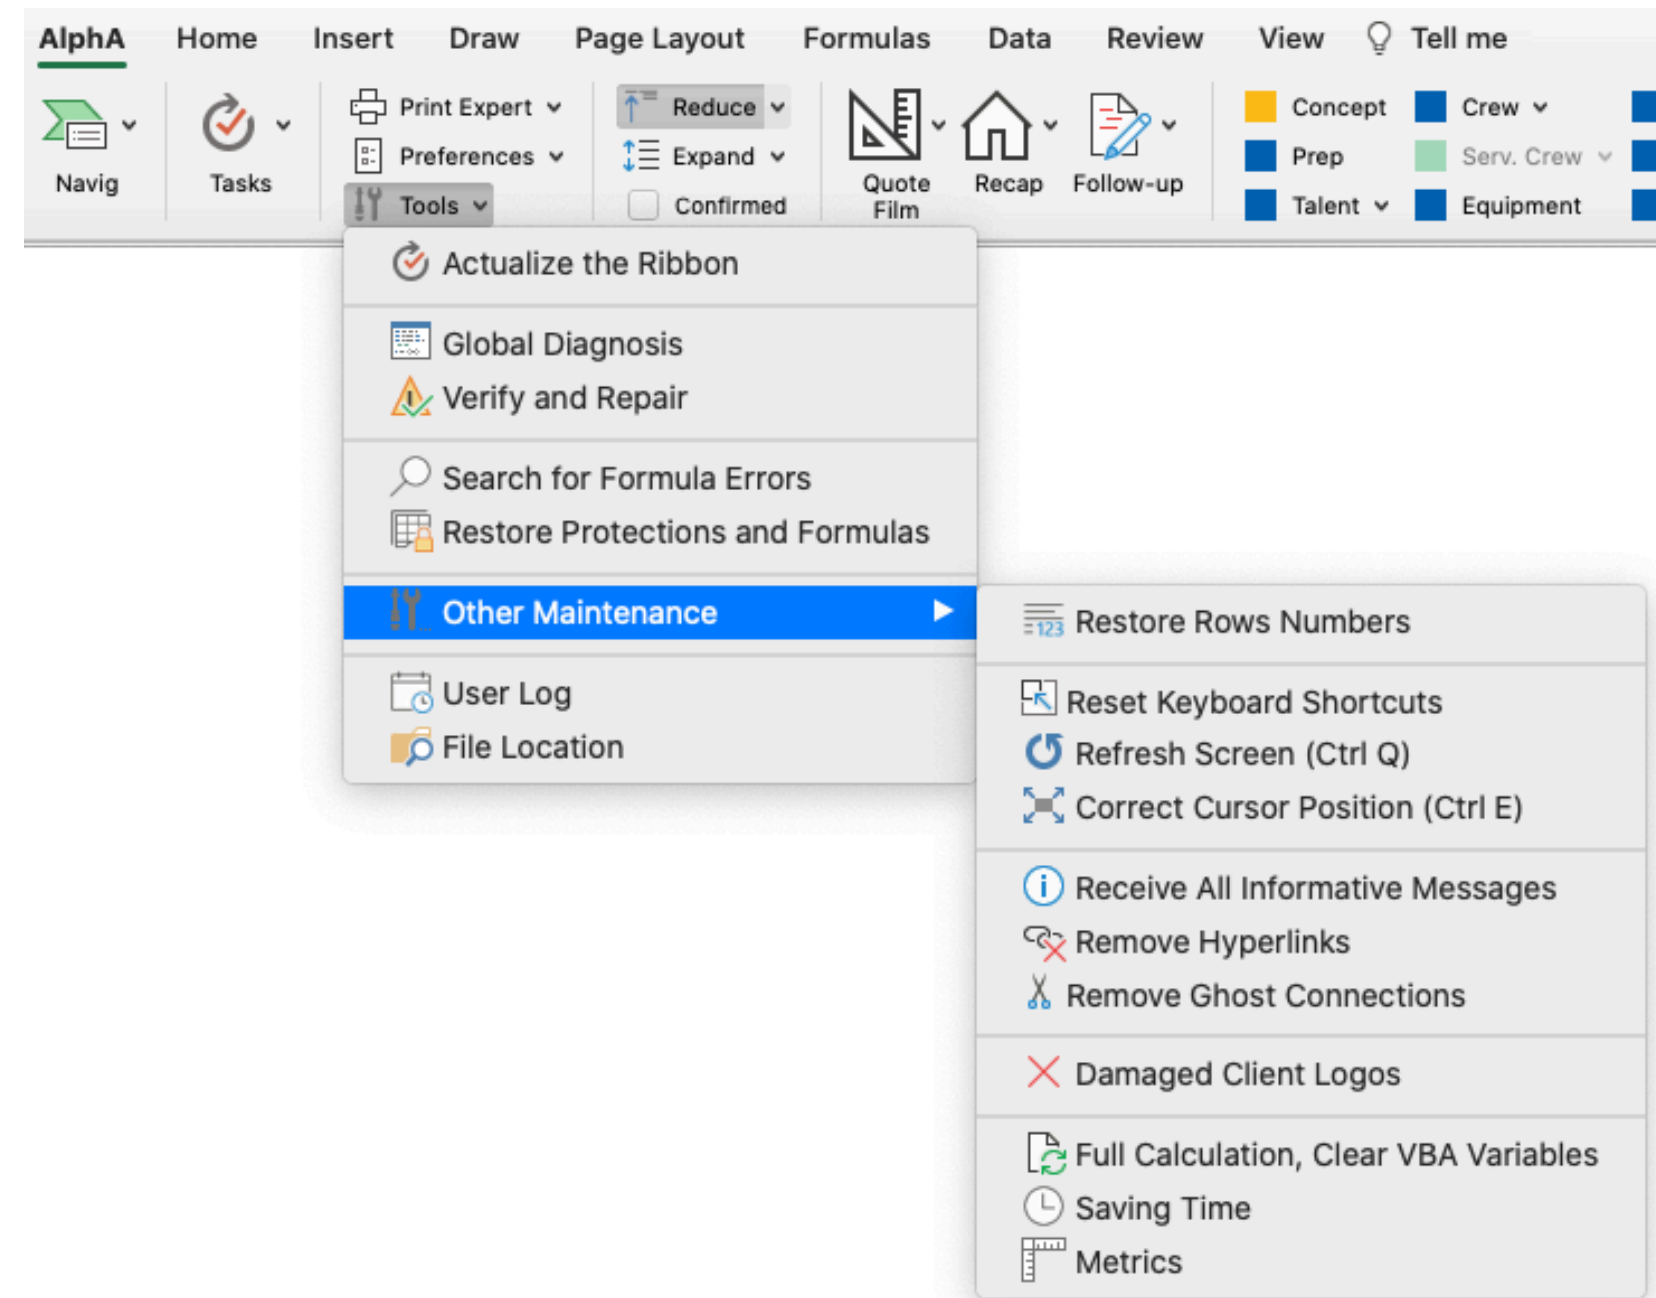 AlphA Home Insert Draw Page Layout Formulas Data Review View Tell me
Print Expert Reduce Concept Crew
Preferences Expand Prep Serv. Crew
Navig Tasks Quote Film Recap Follow-up
Tools Confirmed Talent Equipment
Actualize the Ribbon
Global Diagnosis
Verify and Repair
Search for Formula Errors
Restore Protections and Formulas
Other Maintenance
User Log
File Location
123 Restore Rows Numbers
Reset Keyboard Shortcuts
Refresh Screen (Ctrl Q)
Correct Cursor Position (Ctrl E)
Receive All Informative Messages
Remove Hyperlinks
Remove Ghost Connections
Damaged Client Logos
Full Calculation, Clear VBA Variables
Saving Time
Metrics